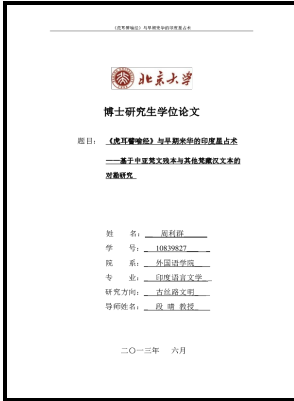 《虎耳譬喻经》与早期来华的印度星占术
北京大学
博士研究生学位论文
题目： 《虎耳譬喻经》与早期来华的印度星占术
——基于中亚梵文残本与其他梵藏汉文本的
对勘研究
姓 名： 周利群
学 号： 10839827
院 系： 外国语学院
专 业： 印度语言文学
研究方向： 古丝路文明
导师姓名： 段 晴 教授
二〇一三年 六月